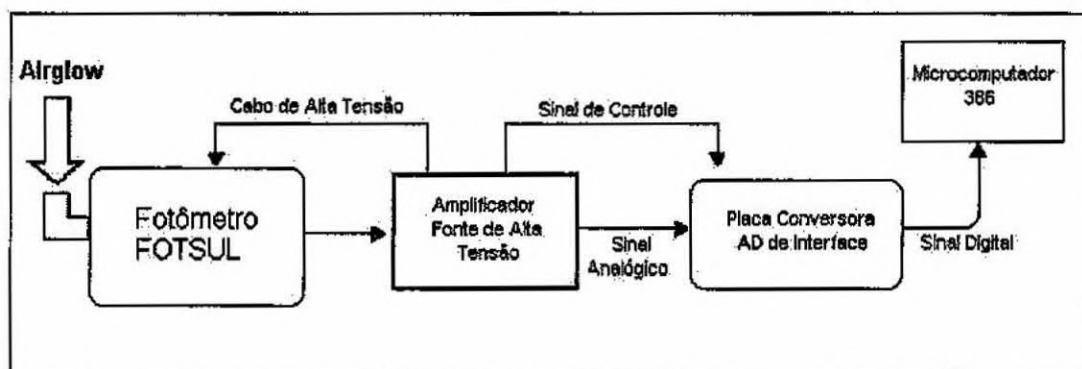 Airglow
Cabo de Alta Tensão
Sinal de Controle
Microcomputador
386
Fotômetro
FOTSUL
Amplificador
Fonte de Alta
Tensão
Sinal
Analógico
Placa Conversora
AD de Interface
Sinal Digital